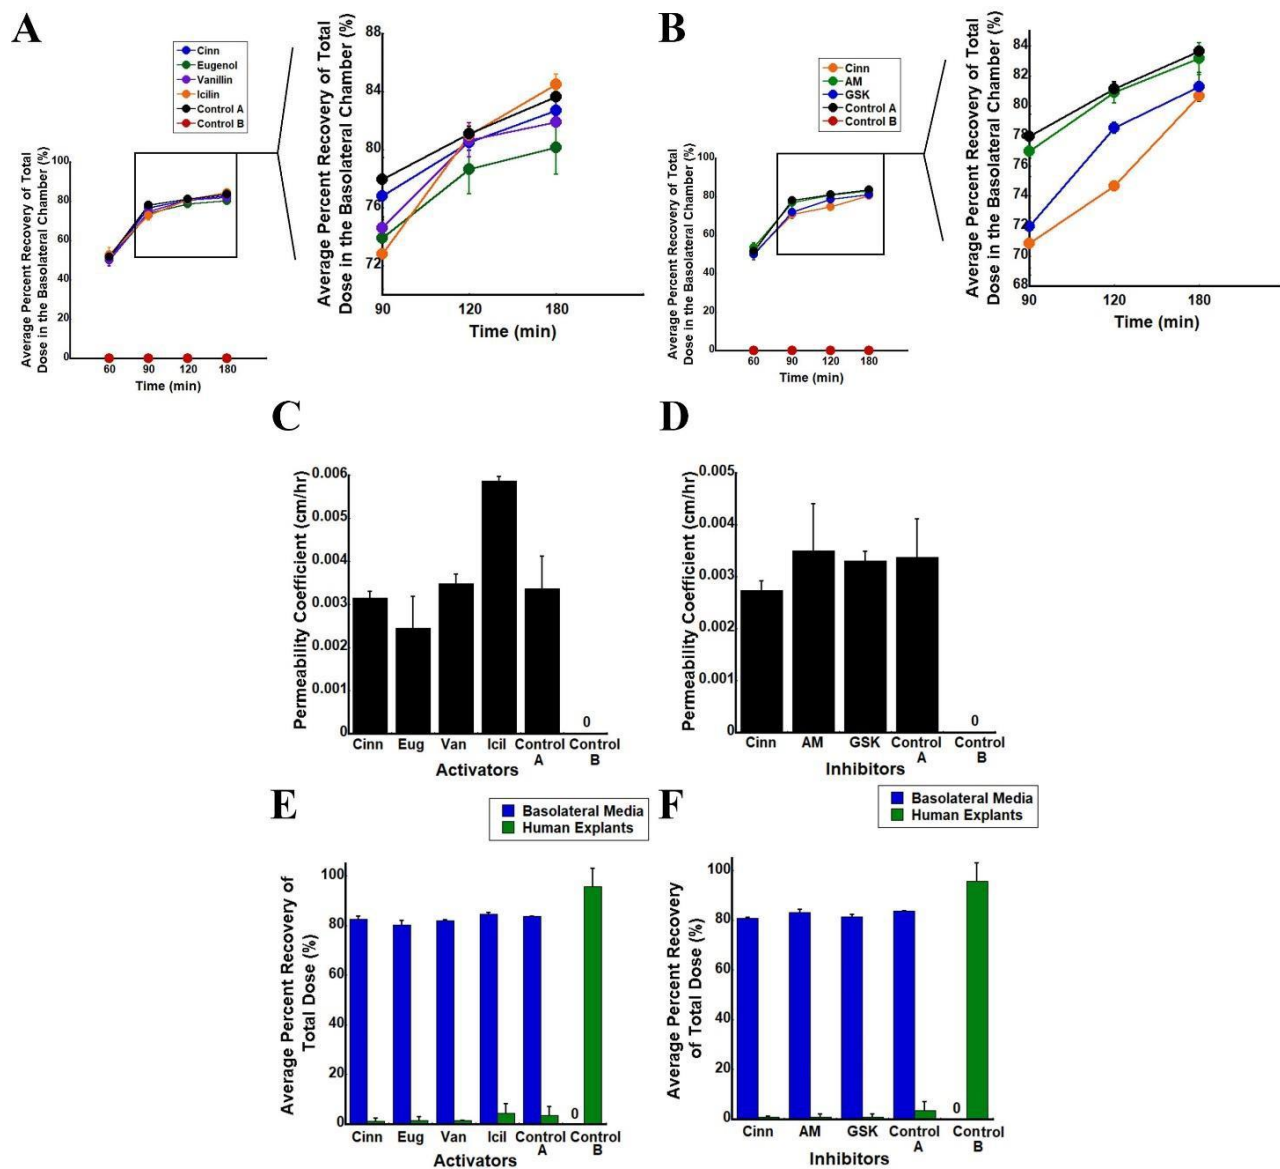 A
Cinn
Eugenol
Vanillin
Icilin
Control A
Control B
Average Percent Recovery of Total
Dose in the Basolateral Chamber (%)
100
80
60
40
20
0
60 90 120 180
Time (min)
Average Percent Recovery of Total
Dose in the Basolateral Chamber (%)
88
84
80
76
72
90 120 180
Time (min)
B
Cinn
AM
GSK
Control A
Control B
Average Percent Recovery of Total
Dose in the Basolateral Chamber (%)
100
80
60
40
20
0
60 90 120 180
Time (min)
Average Percent Recovery of Total
Dose in the Basolateral Chamber (%)
84
82
80
78
76
74
72
70
68
90 120 180
Time (min)
C
Permeability Coefficient (cm/hr)
0.006
0.005
0.004
0.003
0.002
0.001
0
0
Cinn Eug Van Icil Control Control
A B
Activators
D
Permeability Coefficient (cm/hr)
0.005
0.004
0.003
0.002
0.001
0
0
Cinn AM GSK Control Control
A B
Inhibitors
E
Basolateral Media
Human Explants
Average Percent Recovery of
Total Dose (%)
100
80
60
40
20
0
0
Cinn Eug Van Icil Control Control
A B
Activators
F
Basolateral Media
Human Explants
Average Percent Recovery
of Total Dose (%)
100
80
60
40
20
0
0
Cinn AM GSK Control Control
A B
Inhibitors